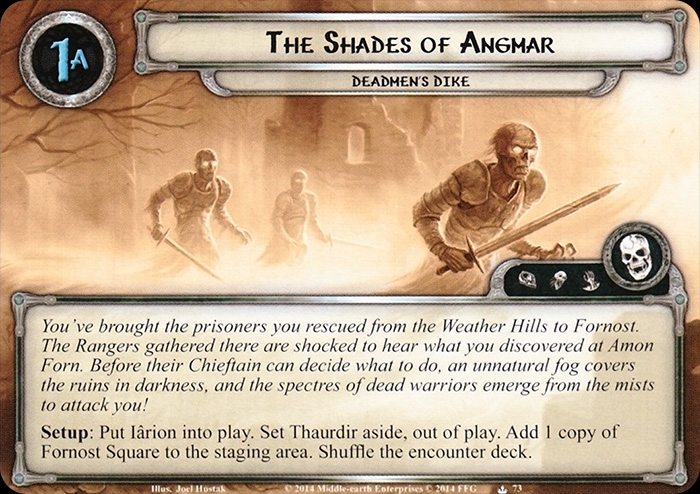 1A
THE SHADES OF ANGMAR
DEADMEN'S DIKE
You've brought the prisoners you rescued from the Weather Hills to Fornost.
The Rangers gathered there are shocked to hear what you discovered at Amon
Forn. Before their Chieftain can decide what to do, an unnatural fog covers
the ruins in darkness, and the spectres of dead warriors emerge from the mists
to attack you!
Setup: Put Iârion into play. Set Thaurdir aside, out of play. Add 1 copy of
Fornost Square to the staging area. Shuffle the encounter deck.
Illus. Joel Hustak © 2014 Middle-earth Enterprises © 2014 FFG 73